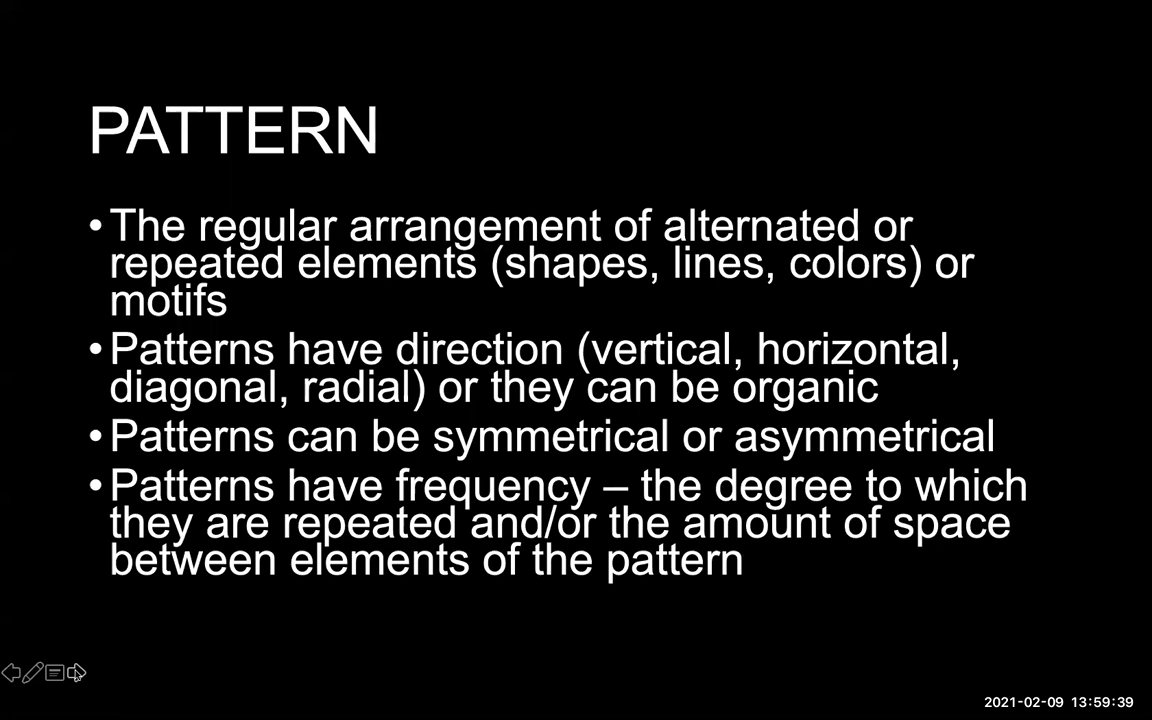 PATTERN
•The regular arrangement of alternated or
repeated elements (shapes, lines, colors) or
motifs
•Patterns have direction (vertical, horizontal,
diagonal, radial) or they can be organic
•Patterns can be symmetrical or asymmetrical
•Patterns have frequency – the degree to which
they are repeated and/or the amount of space
between elements of the pattern
2021-02-09 13:59:39